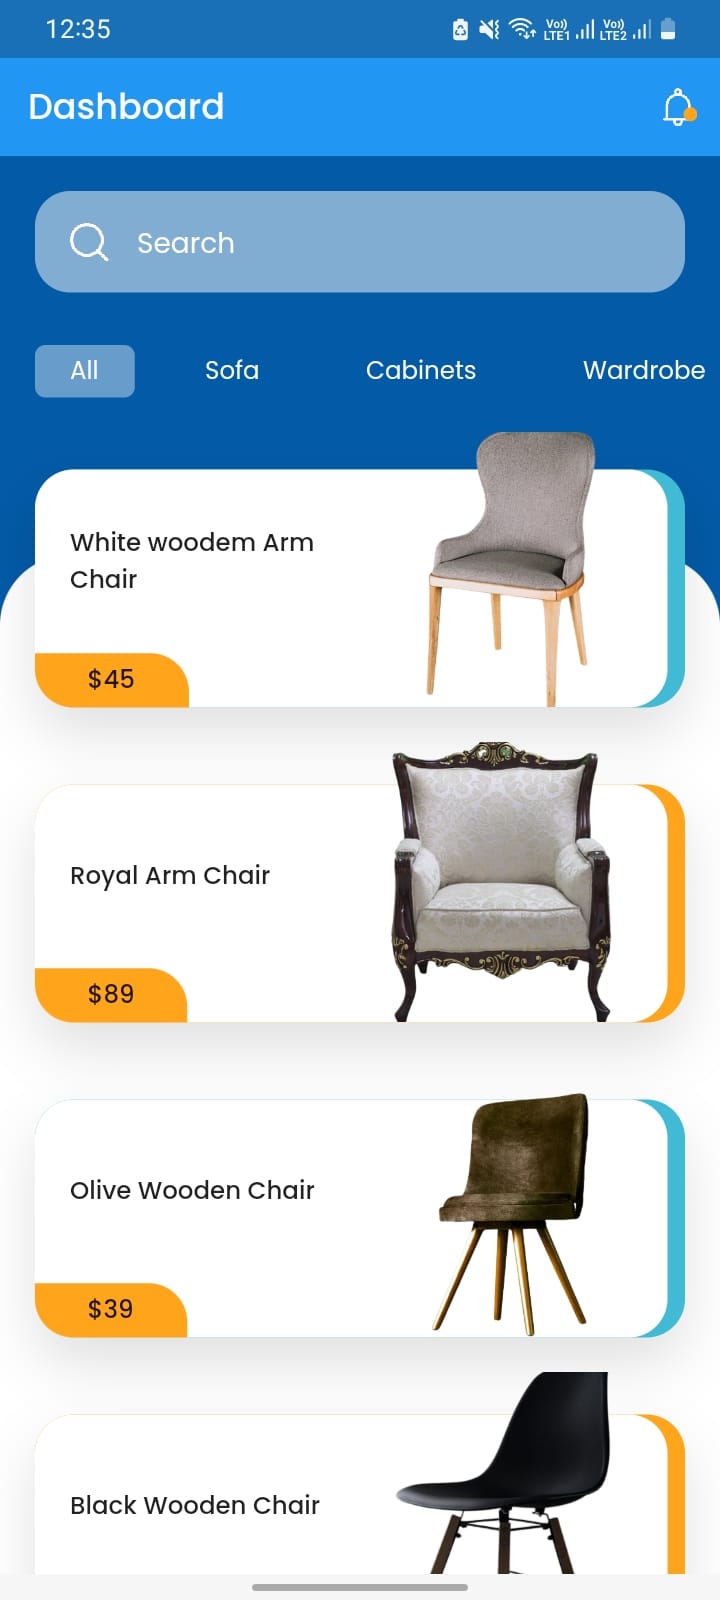 12:35
Vo))
LTE1
Vo))
LTE2
Dashboard
Search
All
Sofa
Cabinets
Wardrobe
White woodem Arm
Chair
$45
Royal Arm Chair
$89
Olive Wooden Chair
$39
Black Wooden Chair